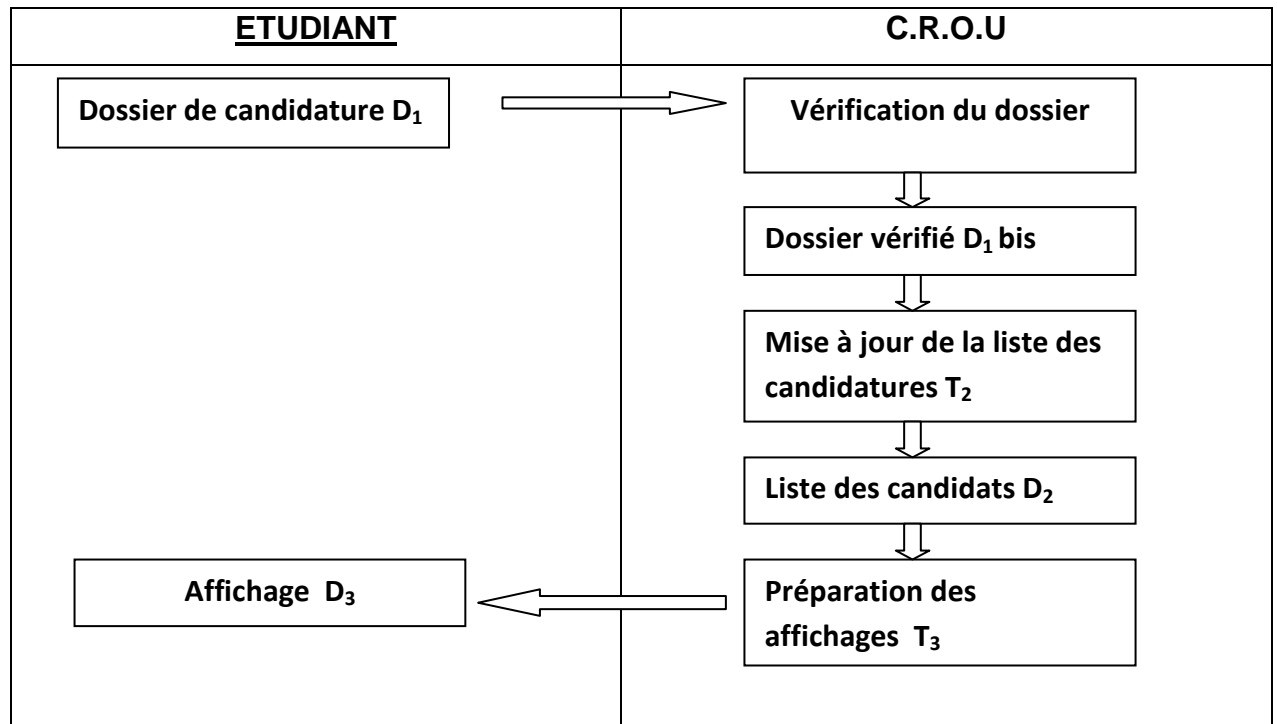 ETUDIANT
C.R.O.U
Dossier de candidature D₁
Vérification du dossier
Dossier vérifié D₁ bis
Mise à jour de la liste des
candidatures T₂
Liste des candidats D₂
Affichage D₃
Préparation des
affichages T₃